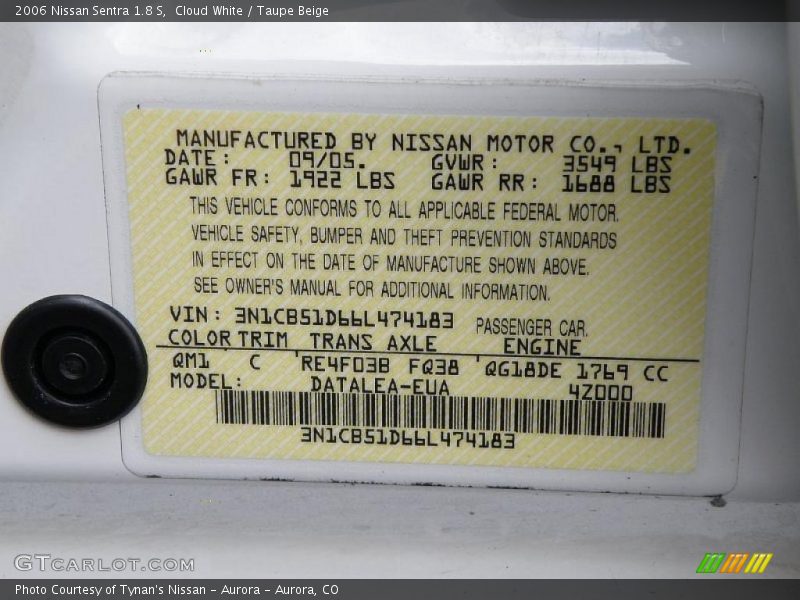 2006 Nissan Sentra 1.8 S,  Cloud White / Taupe Beige
MANUFACTURED BY NISSAN MOTOR CO., LTD.
DATE: 09/05. GVWR: 3549 LBS
GAWR FR: 1922 LBS GAWR RR: 1688 LBS
THIS VEHICLE CONFORMS TO ALL APPLICABLE FEDERAL MOTOR.
VEHICLE SAFETY, BUMPER AND THEFT PREVENTION STANDARDS
IN EFFECT ON THE DATE OF MANUFACTURE SHOWN ABOVE.
SEE OWNER'S MANUAL FOR ADDITIONAL INFORMATION.
VIN: 3N1CB51D66L474183 PASSENGER CAR.
COLOR TRIM TRANS AXLE ENGINE
QM1 C RE4F03B FQ38 QG18DE 1769 CC
MODEL: DATALEA-EUA 4Z000
3N1CB51D66L474183
GTCARLOT.COM
Photo Courtesy of Tynan's Nissan - Aurora - Aurora, CO